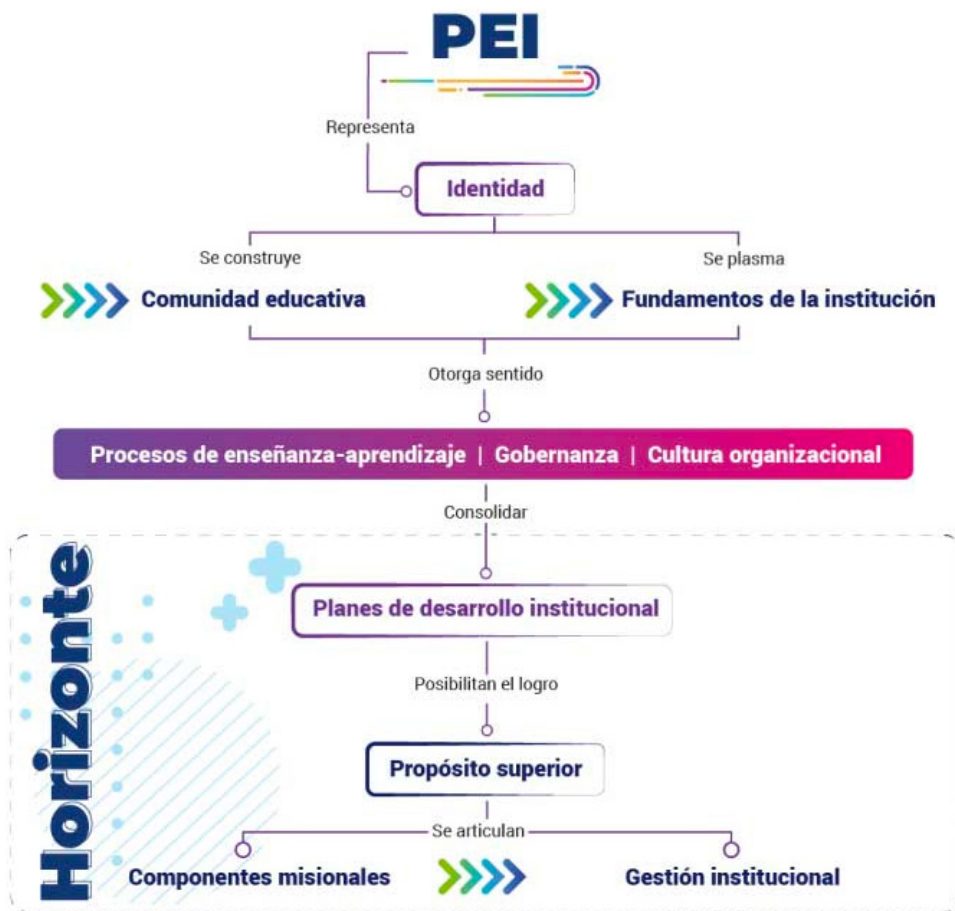 PEI
Representa
Identidad
Se construye
Se plasma
Comunidad educativa
Fundamentos de la institución
Otorga sentido
Procesos de enseñanza-aprendizaje | Gobernanza | Cultura organizacional
Consolidar
Horizonte
Planes de desarrollo institucional
Posibilitan el logro
Propósito superior
Se articulan
Componentes misionales
Gestión institucional